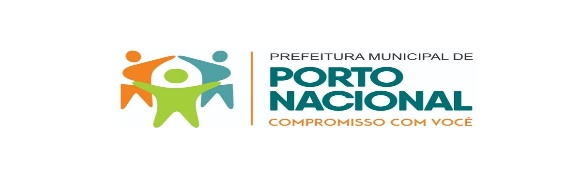 PREFEITURA MUNICIPAL DE
PORTO
NACIONAL
COMPROMISSO COM VOCÊ